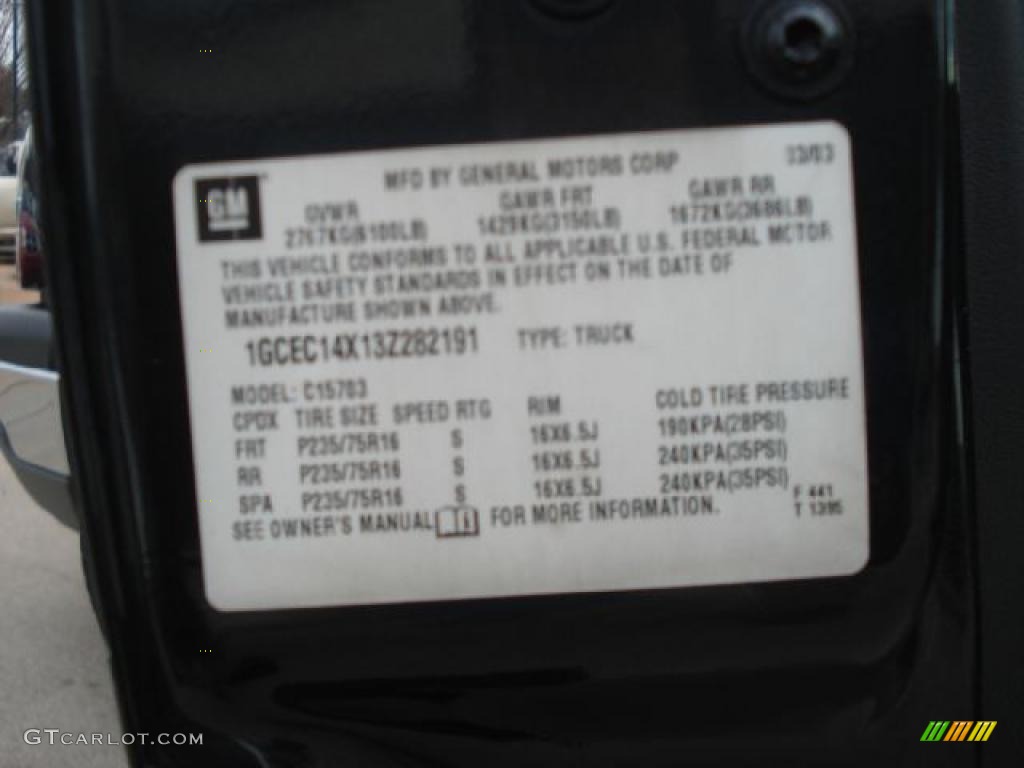 MFD BY GENERAL MOTORS CORP 03/03
GM
GVWR GAWR FRT GAWR RR
2767KG(6100LB) 1429KG(3150LB) 1672KG(3686LB)
THIS VEHICLE CONFORMS TO ALL APPLICABLE U.S. FEDERAL MOTOR
VEHICLE SAFETY STANDARDS IN EFFECT ON THE DATE OF
MANUFACTURE SHOWN ABOVE.
1GCEC14X13Z282191 TYPE: TRUCK
MODEL: C15703
CPDX TIRE SIZE SPEED RTG RIM COLD TIRE PRESSURE
FRT P235/75R16 S 16X6.5J 190KPA(28PSI)
RR P235/75R16 S 16X6.5J 240KPA(35PSI)
SPA P235/75R16 S 16X6.5J 240KPA(35PSI)
SEE OWNER'S MANUAL FOR MORE INFORMATION.
F 441
T 1395
GTCARLOT.COM